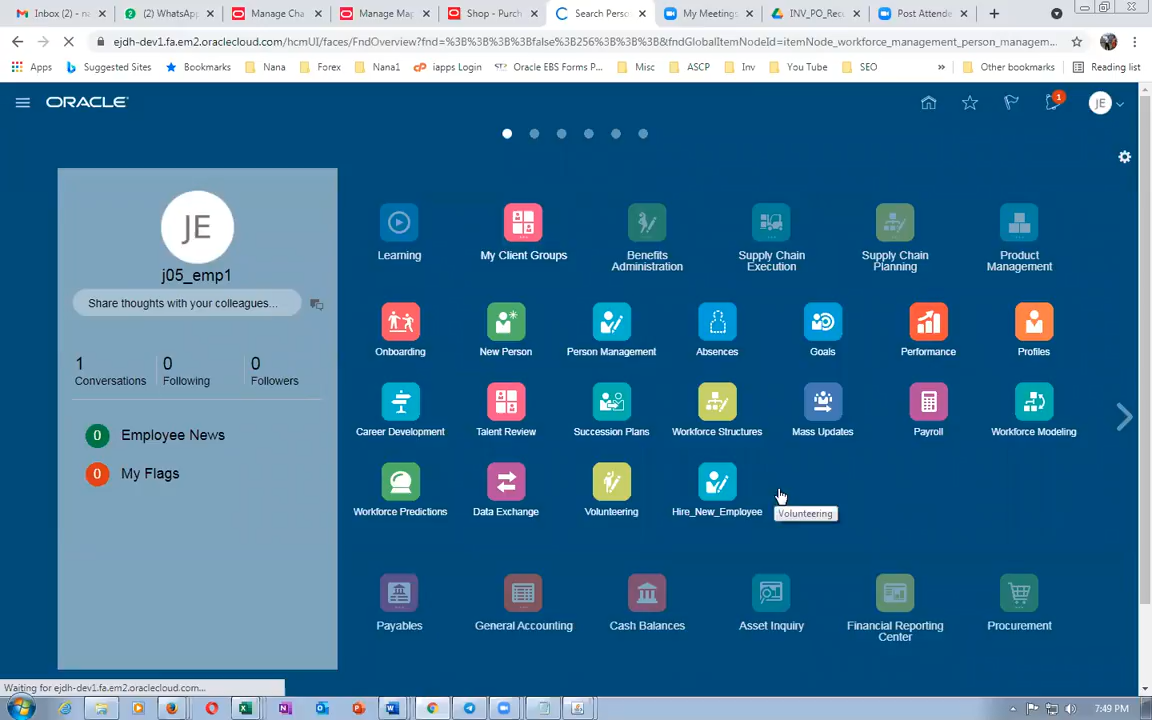 Inbox (2) - n
(2) WhatsApp
Manage Cha
Manage Map
Shop - Purch
Search Perso
My Meetings
INV_PO_Recu
Post Attende
ejdh-dev1.fa.em2.oraclecloud.com/hcmUI/faces/FndOverview?fnd=%3B%3B%3B%3Bfalse%3B256%3B%3B%3B&fndGlobalItemNodeId=itemNode_workforce_management_person_managem...
Apps
Suggested Sites
Bookmarks
Nana
Forex
Nana1
iapps Login
Oracle EBS Forms P...
Misc
ASCP
Inv
You Tube
SEO
»
Other bookmarks
Reading list
ORACLE
1
JE
JE
j05_emp1
Share thoughts with your colleagues...
1
Conversations
0
Following
0
Followers
0 Employee News
0 My Flags
Learning
My Client Groups
Benefits
Administration
Supply Chain
Execution
Supply Chain
Planning
Product
Management
Onboarding
New Person
Person Management
Absences
Goals
Performance
Profiles
Career Development
Talent Review
Succession Plans
Workforce Structures
Mass Updates
Payroll
Workforce Modeling
Workforce Predictions
Data Exchange
Volunteering
Hire_New_Employee
Volunteering
Payables
General Accounting
Cash Balances
Asset Inquiry
Financial Reporting
Center
Procurement
Waiting for ejdh-dev1.fa.em2.oraclecloud.com...
7:49 PM